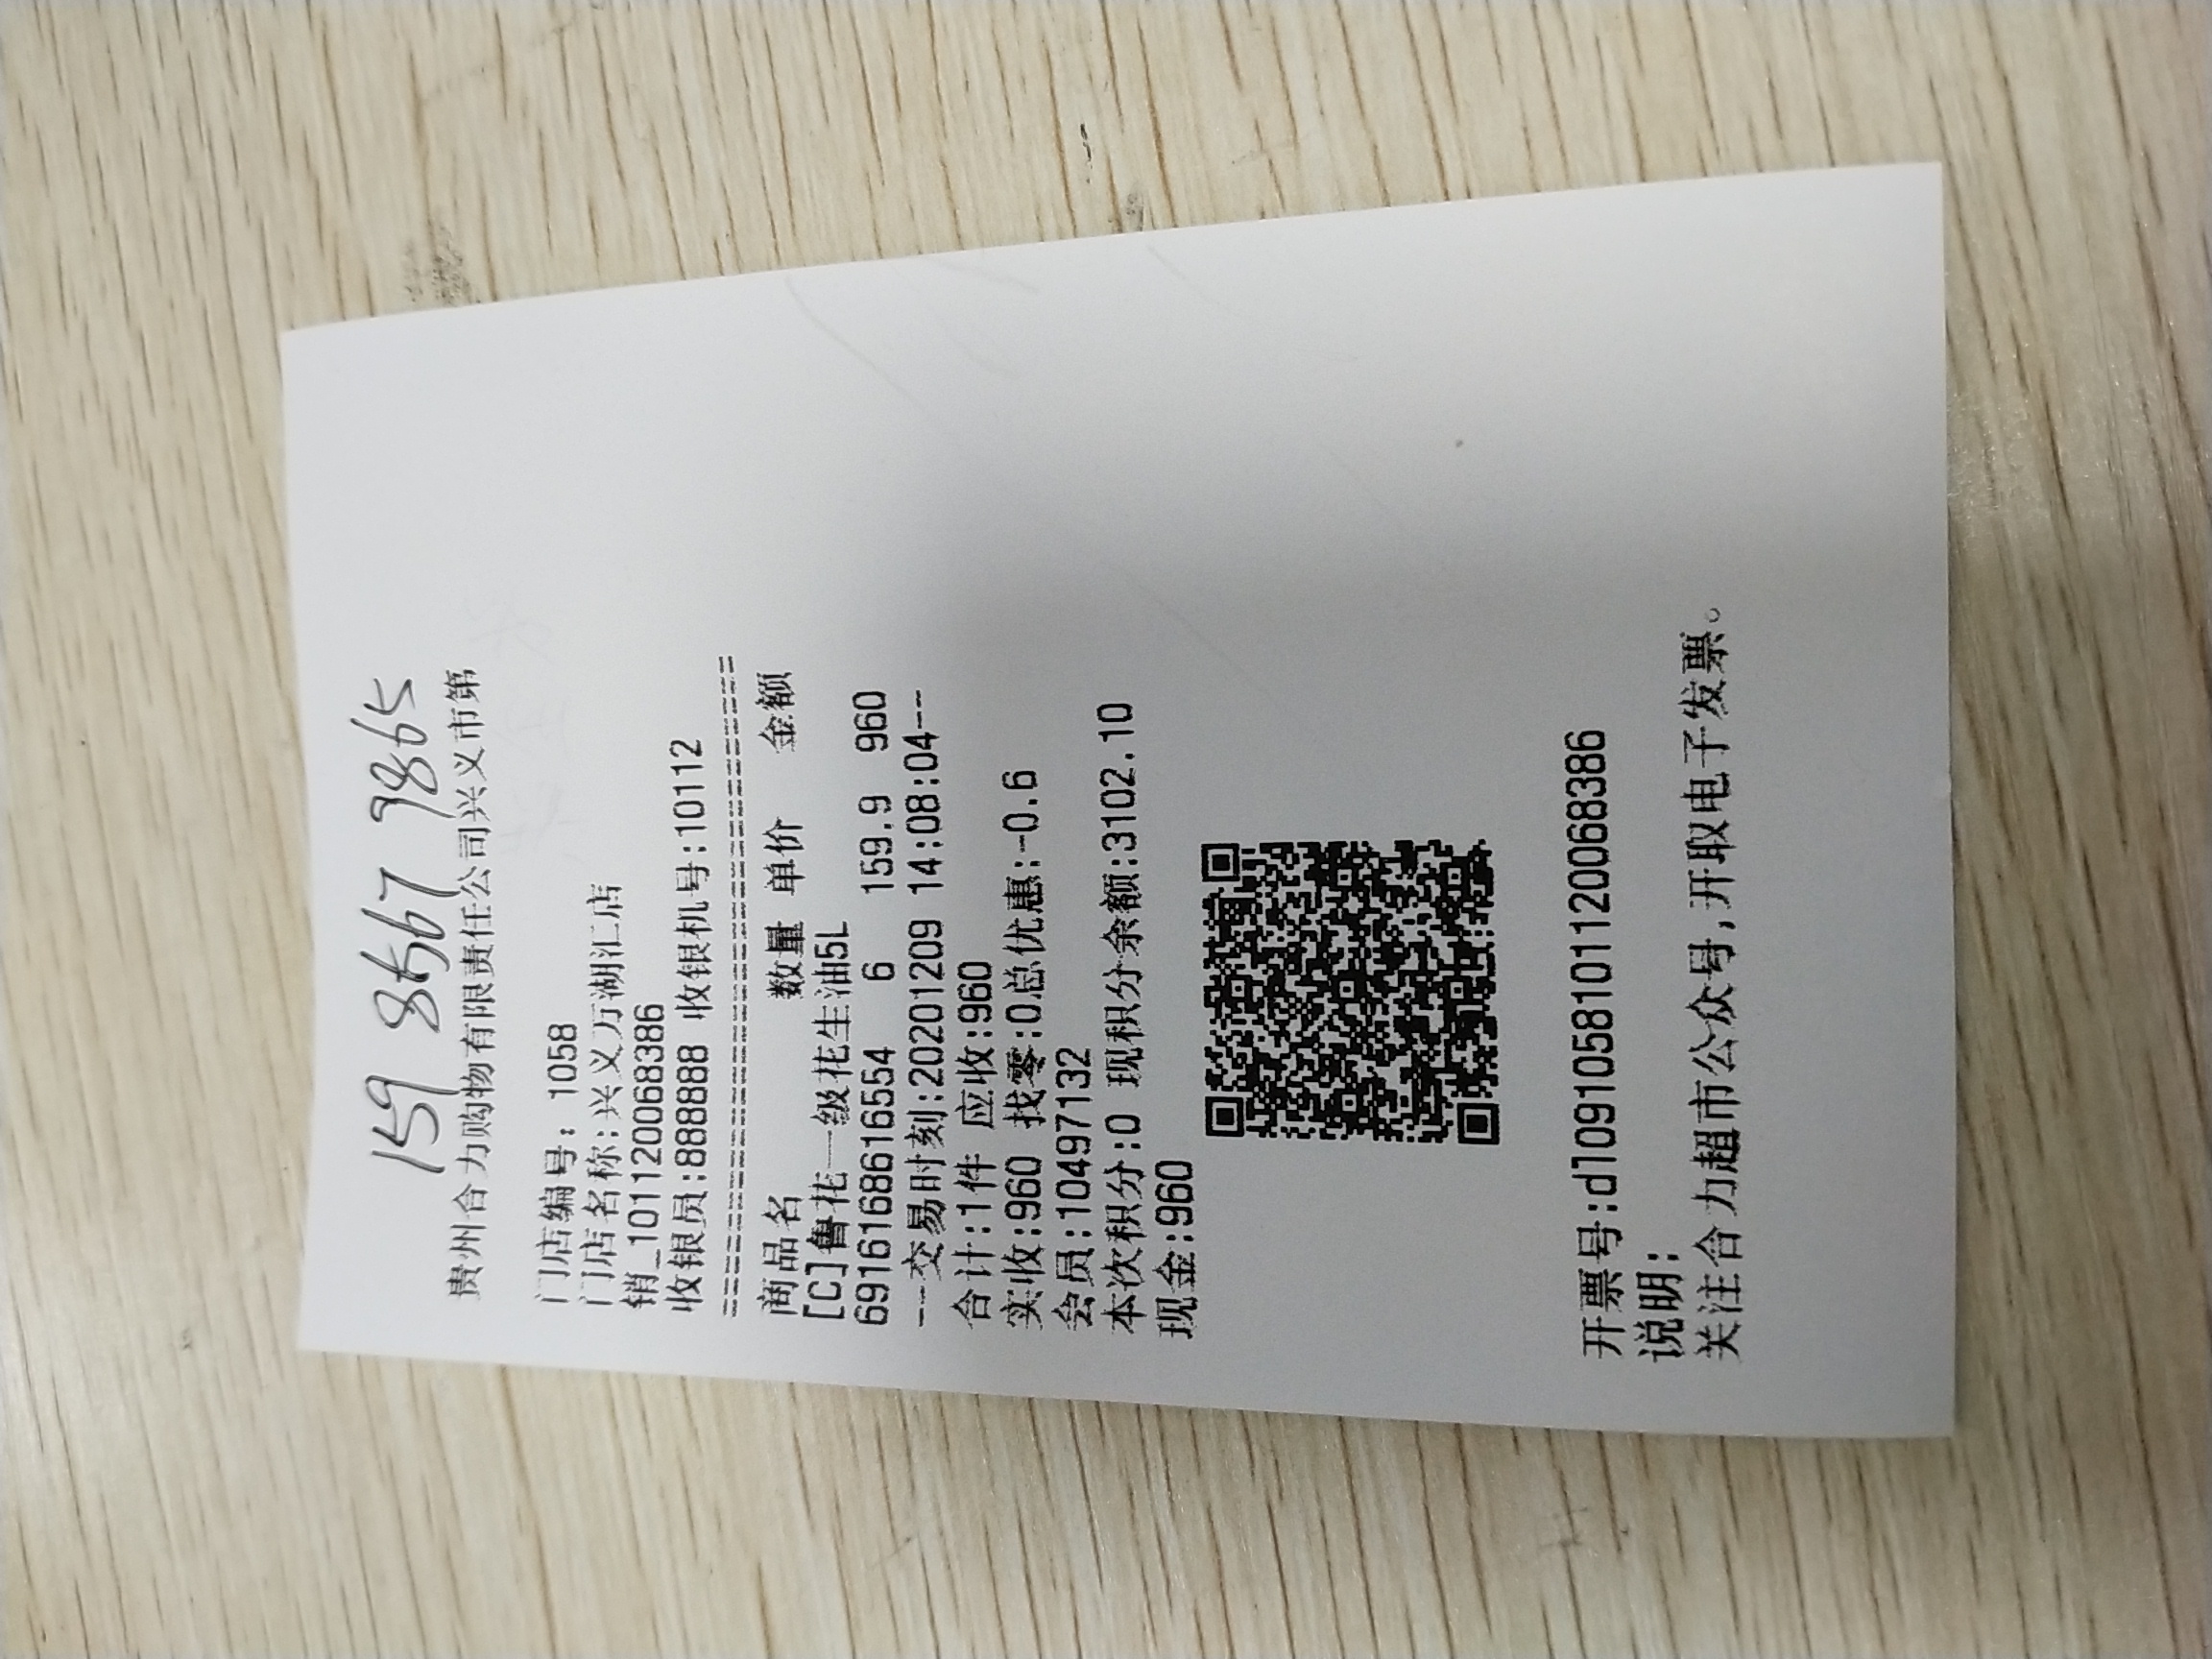 159 8567 9865
贵州合力购物有限责任公司兴义市第
门店编号: 1058
门店名称:兴义万湖汇店
销_1011200683​86
收银员:888888 收银机号:10112
商品名 数量 单价 金额
[C]鲁花一级花生油5L
6916168616554 6 159.9 960
---交易时刻:20201209 14:08:04--
合计:1件 应收:960
实收:960 找零:0总优惠:-0.6
会员:10497132
本次积分:0 现积分余额:3102.10
现金:960
开票号:d109105810112006838​6
说明:
关注合力超市公众号,开取电子发票。